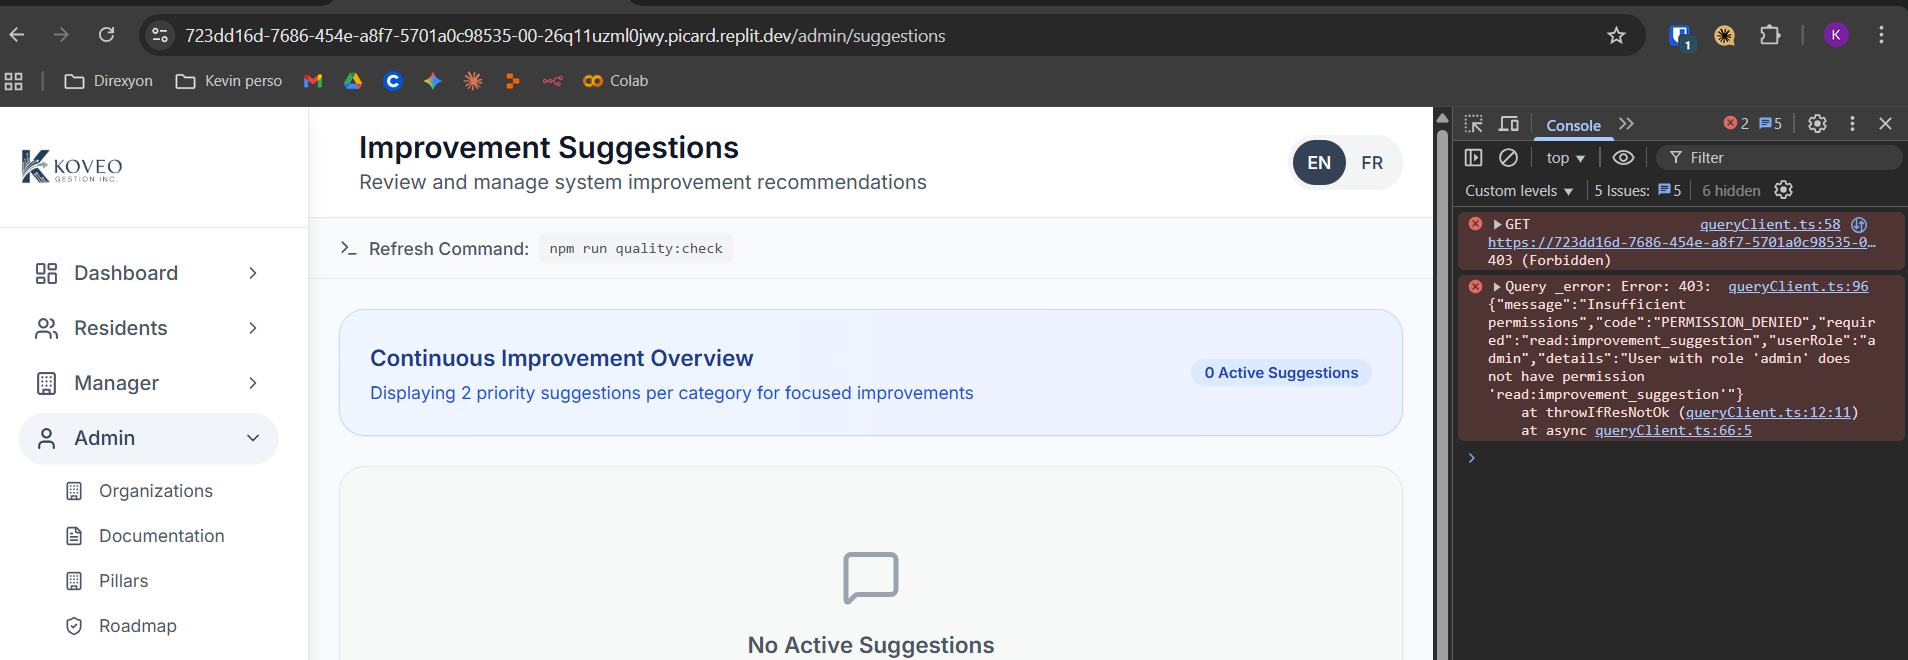 723dd16d-7686-454e-a8f7-5701a0c98535-00-26q11uzml0jwy.picard.replit.dev/admin/suggestions
1
K
Direxyon
Kevin perso
Colab
KOVEO
GESTION INC.
Dashboard
Residents
Manager
Admin
Organizations
Documentation
Pillars
Roadmap
Improvement Suggestions
Review and manage system improvement recommendations
EN
FR
Refresh Command:
npm run quality:check
Continuous Improvement Overview
Displaying 2 priority suggestions per category for focused improvements
0 Active Suggestions
No Active Suggestions
Console
2
5
top
Filter
Custom levels
5 Issues:
5
6 hidden
GET queryClient.ts:58
https://723dd16d-7686-454e-a8f7-5701a0c98535-0…
403 (Forbidden)
Query _error: Error: 403: queryClient.ts:96
{"message":"Insufficient
permissions","code":"PERMISSION_DENIED","requir
ed":"read:improvement_suggestion","userRole":"a
dmin","details":"User with role 'admin' does
not have permission
'read:improvement_suggestion'"}
at throwIfResNotOk (queryClient.ts:12:11)
at async queryClient.ts:66:5